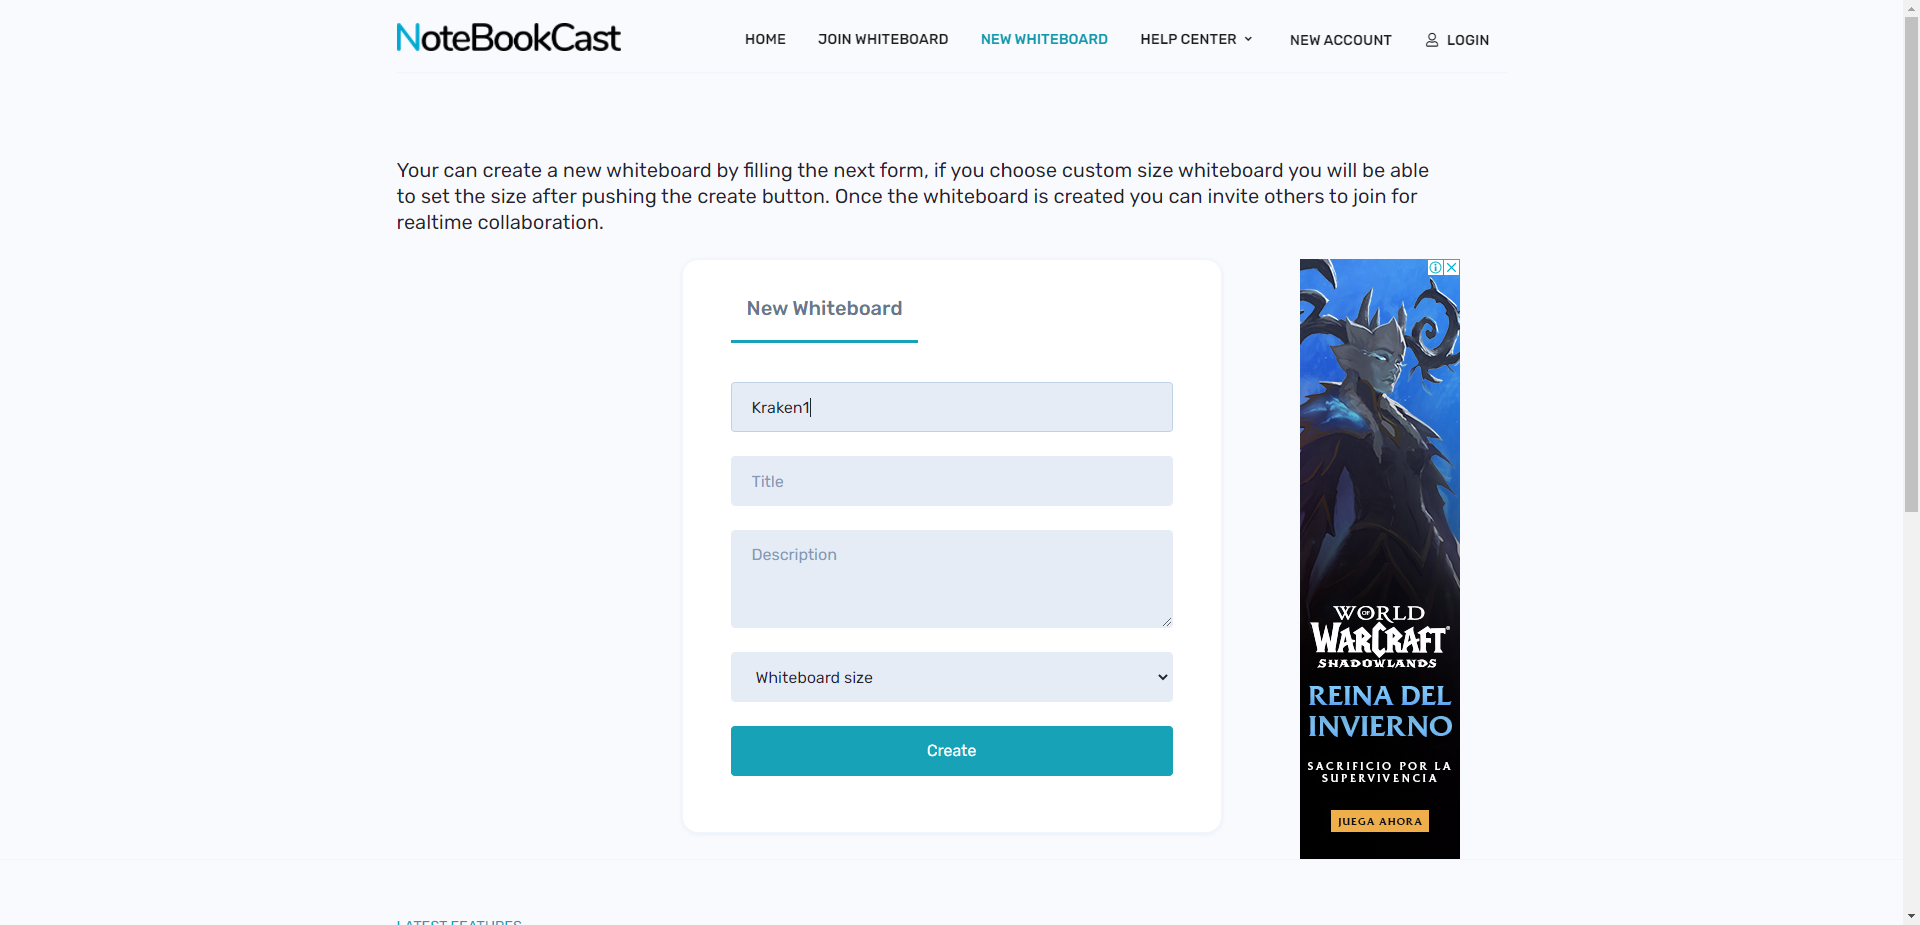 NoteBookCast
HOME
JOIN WHITEBOARD
NEW WHITEBOARD
HELP CENTER
NEW ACCOUNT
LOGIN
Your can create a new whiteboard by filling the next form, if you choose custom size whiteboard you will be able
to set the size after pushing the create button. Once the whiteboard is created you can invite others to join for
realtime collaboration.
New Whiteboard
Kraken1
Title
Description
Whiteboard size
Create
WORLD
OF
WARCRAFT
SHADOWLANDS
REINA DEL
INVIERNO
SACRIFICIO POR LA
SUPERVIVENCIA
JUEGA AHORA
LATEST FEATURES